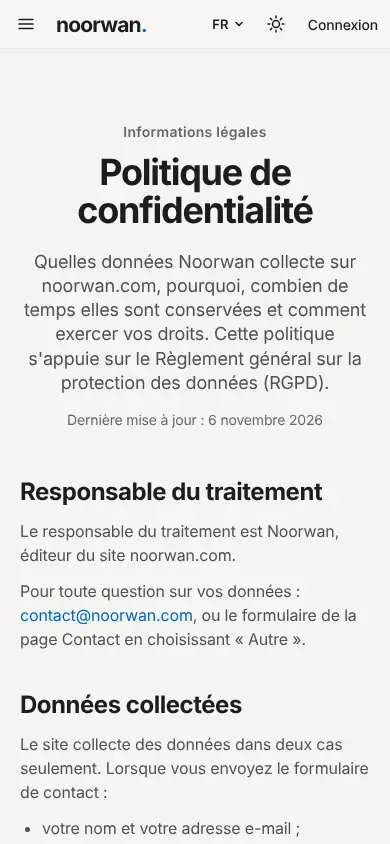 noorwan.
FR
Connexion
Informations légales
Politique de
confidentialité
Quelles données Noorwan collecte sur
noorwan.com, pourquoi, combien de
temps elles sont conservées et comment
exercer vos droits. Cette politique
s'appuie sur le Règlement général sur la
protection des données (RGPD).
Dernière mise à jour : 6 novembre 2026
Responsable du traitement
Le responsable du traitement est Noorwan,
éditeur du site noorwan.com.
Pour toute question sur vos données :
contact@noorwan.com, ou le formulaire de la
page Contact en choisissant « Autre ».
Données collectées
Le site collecte des données dans deux cas
seulement. Lorsque vous envoyez le formulaire
de contact :
• votre nom et votre adresse e-mail ;